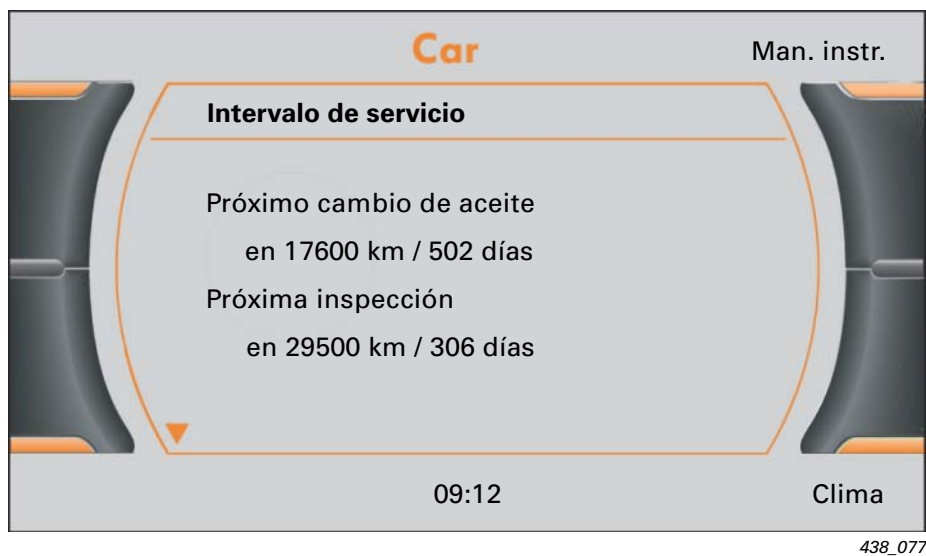 Car
Man. instr.
Intervalo de servicio
Próximo cambio de aceite
en 17600 km / 502 días
Próxima inspección
en 29500 km / 306 días
09:12
Clima
438_077